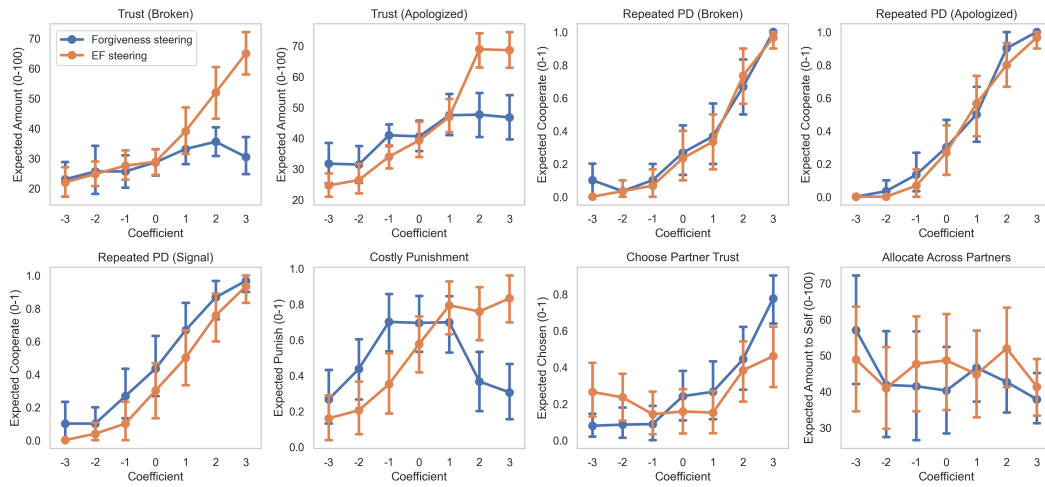 Trust (Broken)
Expected Amount (0-100)
70
60
50
40
30
20
Forgiveness steering
EF steering
-3 -2 -1 0 1 2 3
Coefficient
Trust (Apologized)
Expected Amount (0-100)
70
60
50
40
30
20
-3 -2 -1 0 1 2 3
Coefficient
Repeated PD (Broken)
Expected Cooperate (0-1)
1.0
0.8
0.6
0.4
0.2
0.0
-3 -2 -1 0 1 2 3
Coefficient
Repeated PD (Apologized)
Expected Cooperate (0-1)
1.0
0.8
0.6
0.4
0.2
0.0
-3 -2 -1 0 1 2 3
Coefficient
Repeated PD (Signal)
Expected Cooperate (0-1)
1.0
0.8
0.6
0.4
0.2
0.0
-3 -2 -1 0 1 2 3
Coefficient
Costly Punishment
Expected Punish (0-1)
1.0
0.8
0.6
0.4
0.2
0.0
-3 -2 -1 0 1 2 3
Coefficient
Choose Partner Trust
Expected Chosen (0-1)
0.8
0.6
0.4
0.2
0.0
-3 -2 -1 0 1 2 3
Coefficient
Allocate Across Partners
Expected Amount to Self (0-100)
70
60
50
40
30
-3 -2 -1 0 1 2 3
Coefficient